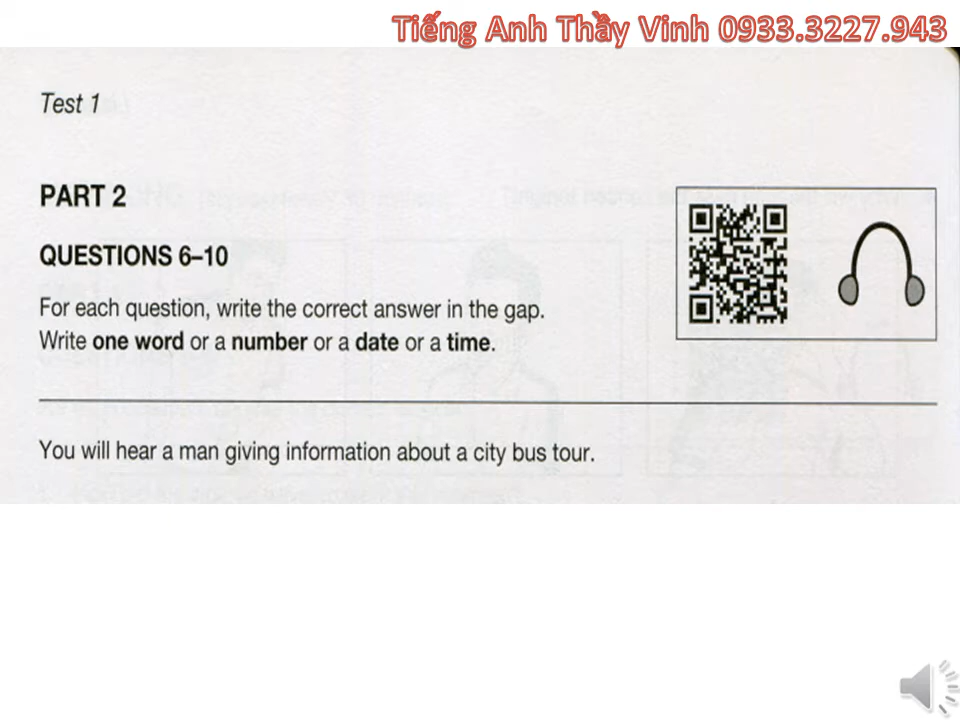 Tiếng Anh Thầy Vinh 0933.3227.943
Test 1
PART 2
QUESTIONS 6–10
For each question, write the correct answer in the gap.
Write one word or a number or a date or a time.
You will hear a man giving information about a city bus tour.